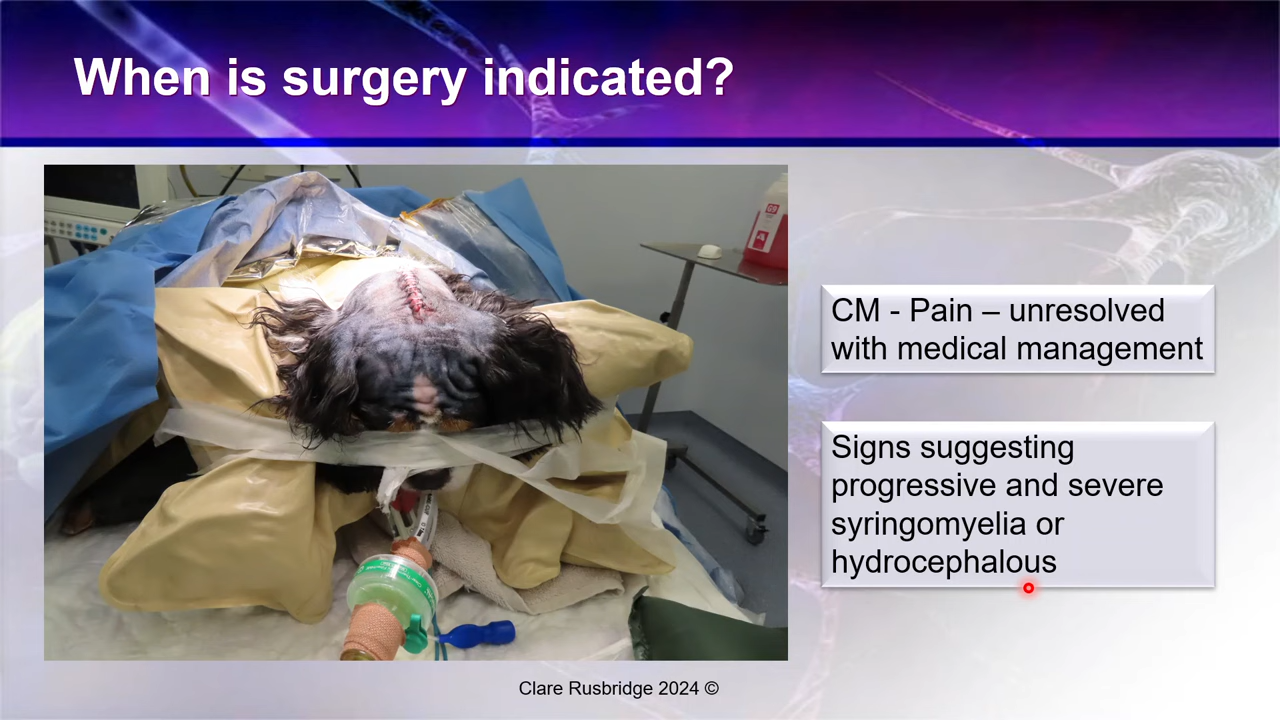 When is surgery indicated?
CM - Pain – unresolved
with medical management
Signs suggesting
progressive and severe
syringomyelia or
hydrocephalous
Clare Rusbridge 2024 ©